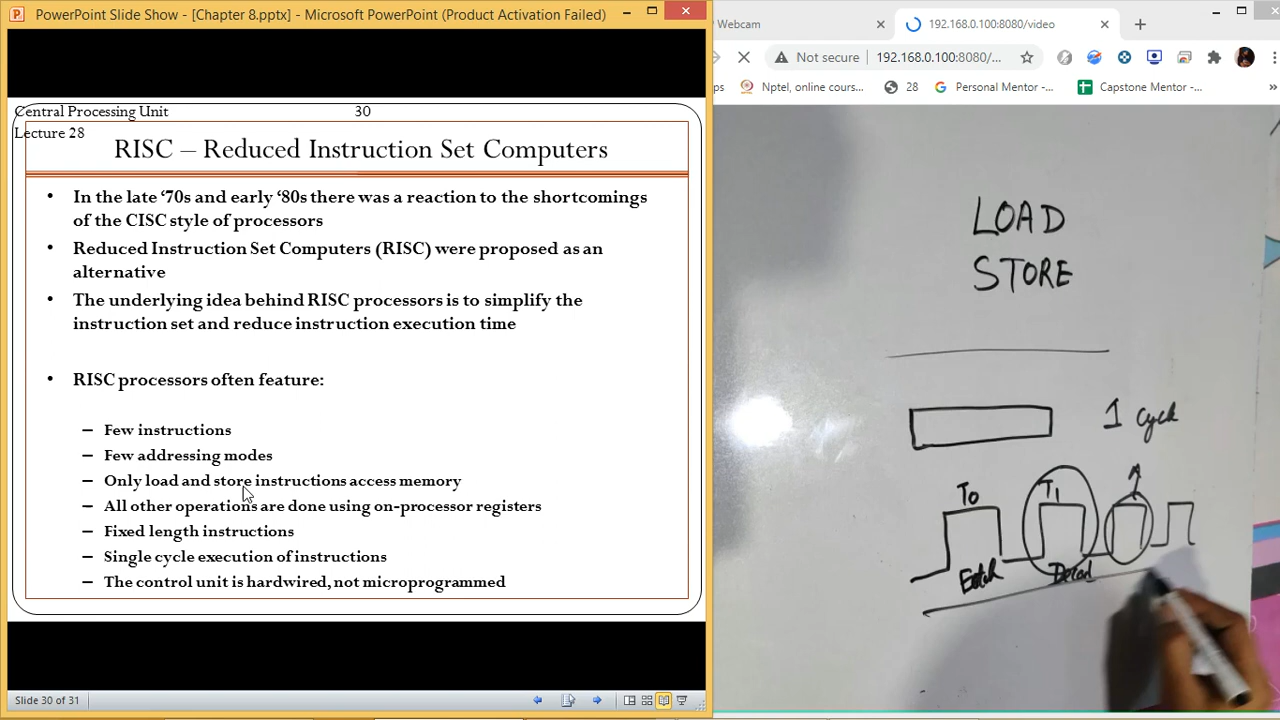 PowerPoint Slide Show - [Chapter 8.pptx] - Microsoft PowerPoint (Product Activation Failed)
Central Processing Unit 30
Lecture 28
RISC – Reduced Instruction Set Computers
• In the late ‘70s and early ‘80s there was a reaction to the shortcomings
of the CISC style of processors
• Reduced Instruction Set Computers (RISC) were proposed as an
alternative
• The underlying idea behind RISC processors is to simplify the
instruction set and reduce instruction execution time
• RISC processors often feature:
– Few instructions
– Few addressing modes
– Only load and store instructions access memory
– All other operations are done using on-processor registers
– Fixed length instructions
– Single cycle execution of instructions
– The control unit is hardwired, not microprogrammed
Slide 30 of 31
Webcam
192.168.0.100:8080/video
Not secure 192.168.0.100:8080/...
ps Nptel, online cours... 28 Personal Mentor -... Capstone Mentor -... »
LOAD
STORE
1 cycle
T0 T1